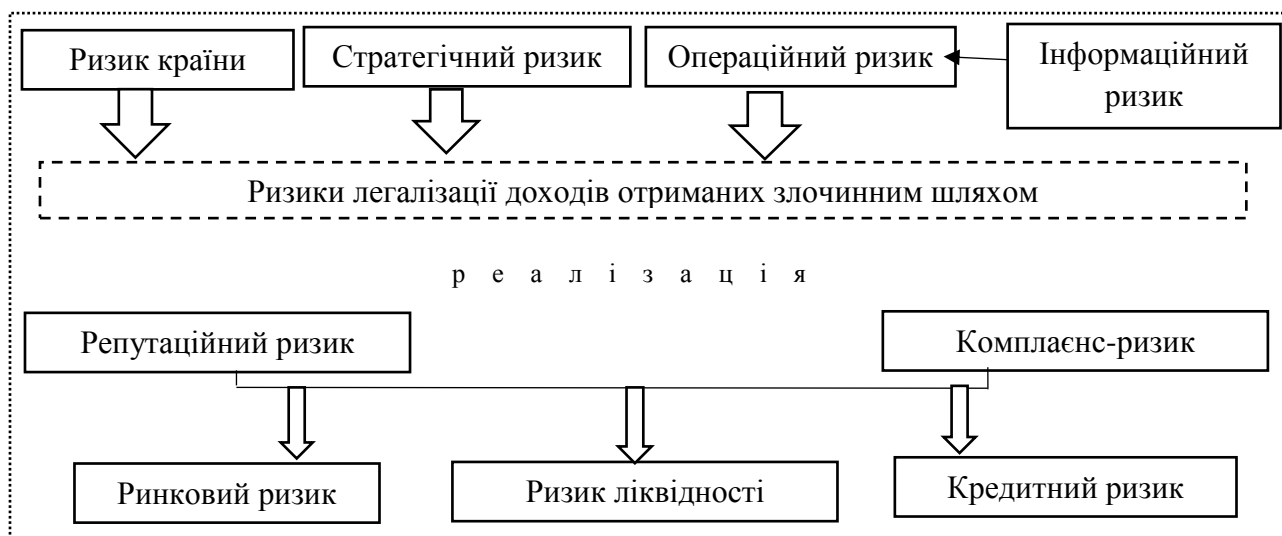 Ризик країни
Стратегічний ризик
Операційний ризик
Інформаційний
ризик
Ризики легалізації доходів отриманих злочинним шляхом
р е а л і з а ц і я
Репутаційний ризик
Комплаєнс-ризик
Ринковий ризик
Ризик ліквідності
Кредитний ризик